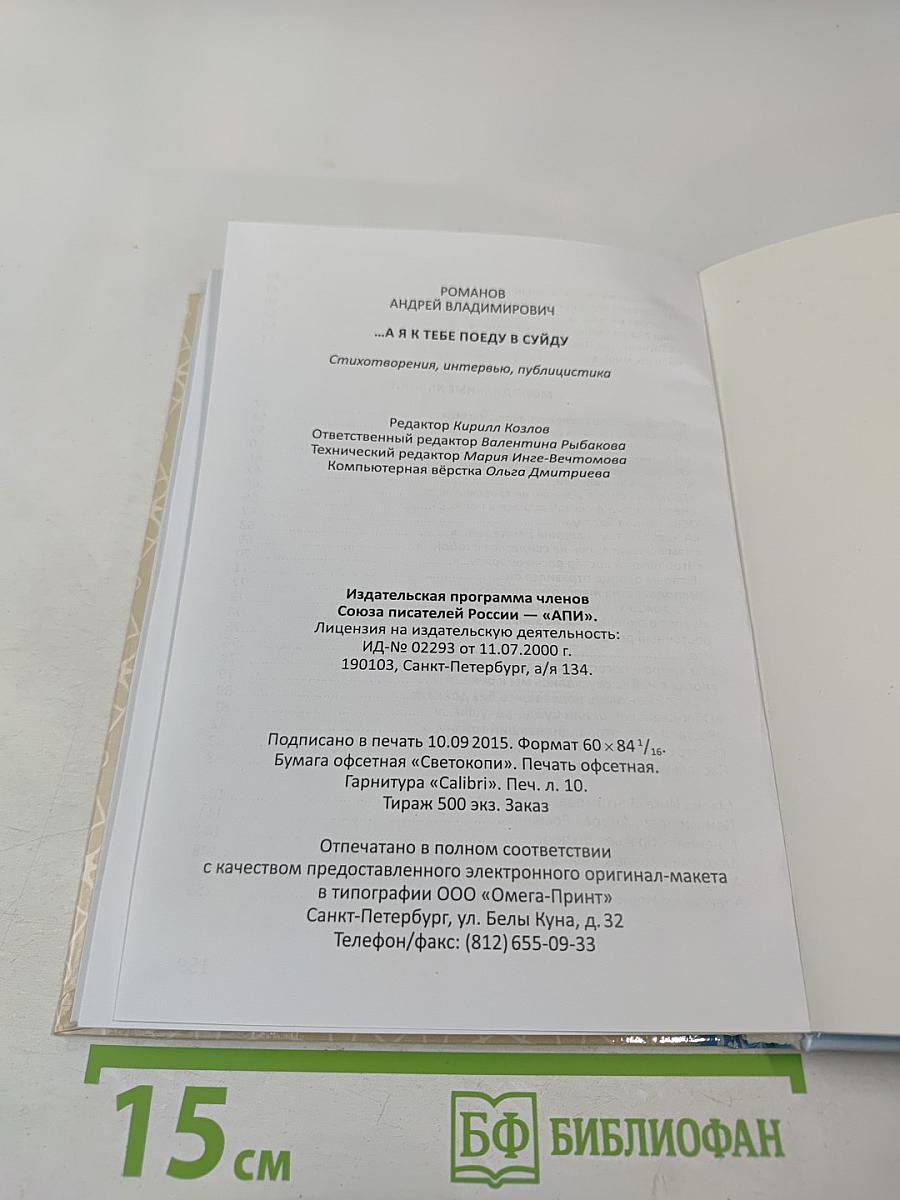 РОМАНОВ
АНДРЕЙ ВЛАДИМИРОВИЧ
...А Я К ТЕБЕ ПОЕДУ В СУЙДУ
Стихотворения, интервью, публицистика
Редактор Кирилл Козлов
Ответственный редактор Валентина Рыбакова
Технический редактор Мария Инге-Вечтомова
Компьютерная вёрстка Ольга Дмитриева
Издательская программа членов
Союза писателей России — «АПИ».
Лицензия на издательскую деятельность:
ИД-№ 02293 от 11.07.2000 г.
190103, Санкт-Петербург, а/я 134.
Подписано в печать 10.09 2015. Формат 60 × 84 1/16.
Бумага офсетная «Светокопи». Печать офсетная.
Гарнитура «Calibri». Печ. л. 10.
Тираж 500 экз. Заказ
Отпечатано в полном соответствии
с качеством предоставленного электронного оригинал-макета
в типографии ООО «Омега-Принт»
Санкт-Петербург, ул. Белы Куна, д. 32
Телефон/факс: (812) 655-09-33
15 см
БФ БИБЛИОФАН